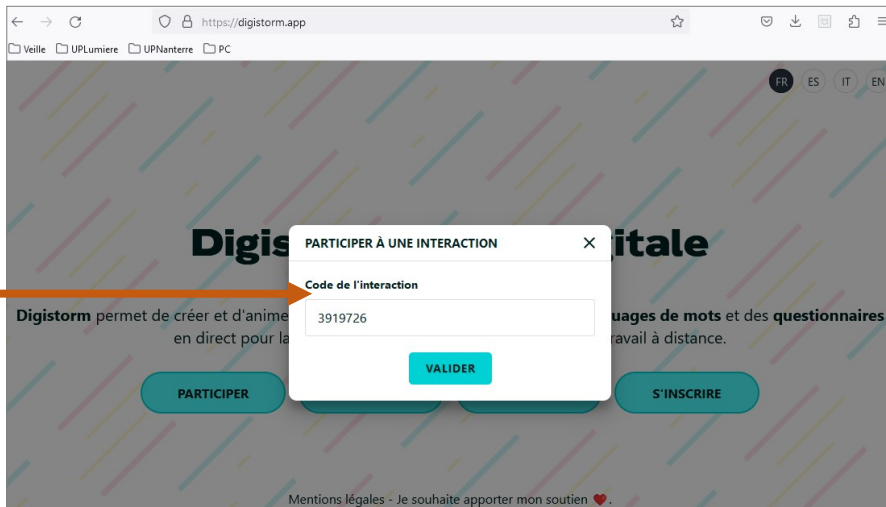 https://digistorm.app
Veille UPLumiere UPNanterre PC
FR ES IT EN
Digis itale
PARTICIPER À UNE INTERACTION
Code de l'interaction
3919726
VALIDER
Digistorm permet de créer et d'anime uages de mots et des questionnaires
en direct pour la ravail à distance.
PARTICIPER S'INSCRIRE
Mentions légales - Je souhaite apporter mon soutien ❤.